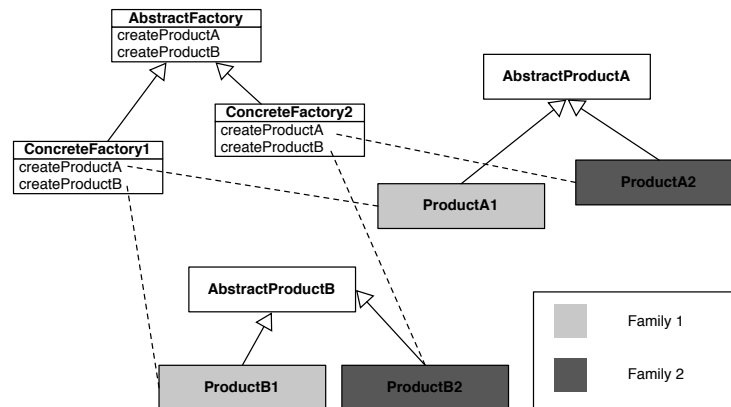 AbstractFactory
createProductA
createProductB
AbstractProductA
ConcreteFactory2
createProductA
createProductB
ConcreteFactory1
createProductA
createProductB
ProductA2
ProductA1
AbstractProductB
Family 1
ProductB1
ProductB2
Family 2